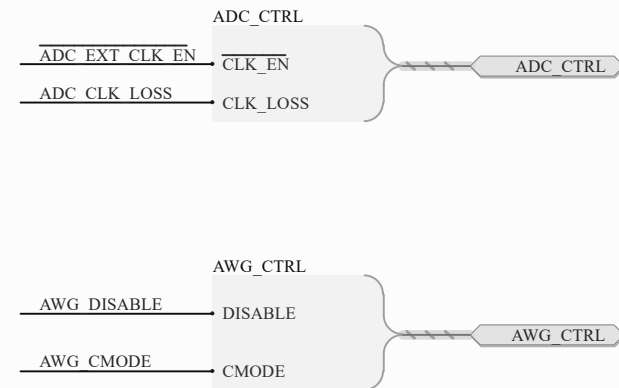 ADC_CTRL
ADC_EXT_CLK_EN
CLK_EN
ADC_CTRL
ADC_CLK_LOSS
CLK_LOSS
AWG_CTRL
AWG_DISABLE
DISABLE
AWG_CTRL
AWG_CMODE
CMODE